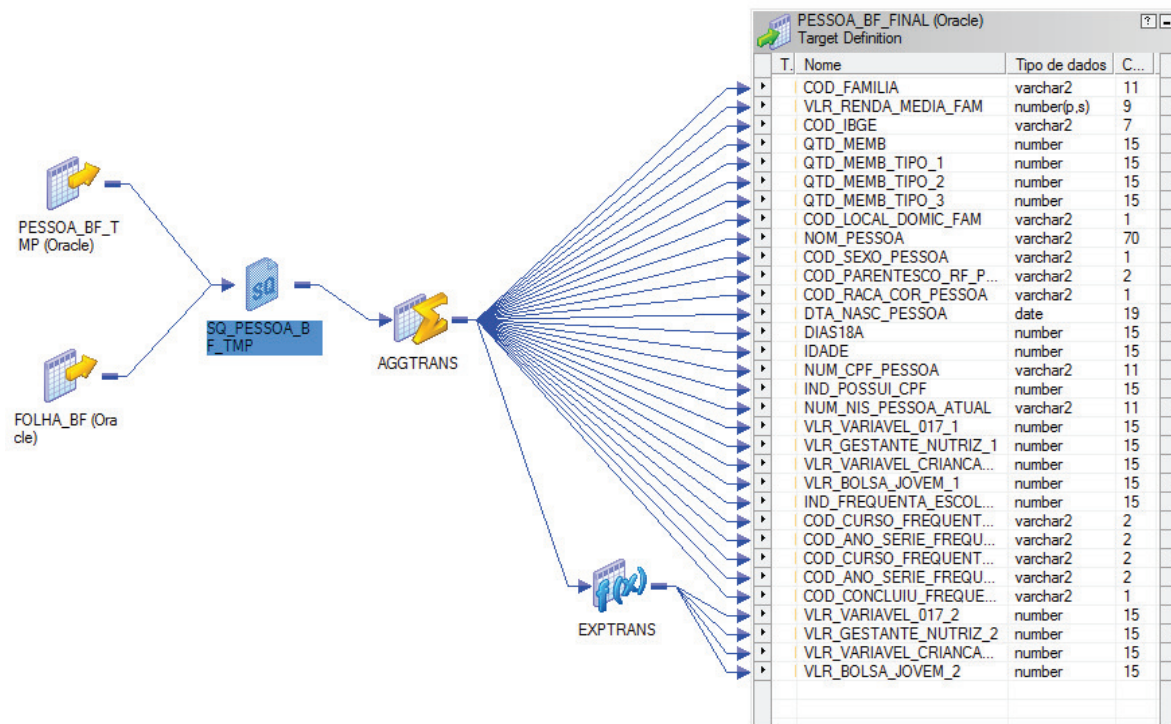 PESSOA_BF_FINAL (Oracle)
Target Definition
T. Nome Tipo de dados C...
COD_FAMILIA varchar2 11
VLR_RENDA_MEDIA_FAM number(p,s) 9
COD_IBGE varchar2 7
QTD_MEMB number 15
QTD_MEMB_TIPO_1 number 15
QTD_MEMB_TIPO_2 number 15
QTD_MEMB_TIPO_3 number 15
COD_LOCAL_DOMIC_FAM varchar2 1
NOM_PESSOA varchar2 70
COD_SEXO_PESSOA varchar2 1
COD_PARENTESCO_RF_P... varchar2 2
COD_RACA_COR_PESSOA varchar2 1
DTA_NASC_PESSOA date 19
DIAS18A number 15
IDADE number 15
NUM_CPF_PESSOA varchar2 11
IND_POSSUI_CPF number 15
NUM_NIS_PESSOA_ATUAL varchar2 11
VLR_VARIAVEL_017_1 number 15
VLR_GESTANTE_NUTRIZ_1 number 15
VLR_VARIAVEL_CRIANCA... number 15
VLR_BOLSA_JOVEM_1 number 15
IND_FREQUENTA_ESCOL... number 15
COD_CURSO_FREQUENT... varchar2 2
COD_ANO_SERIE_FREQU... varchar2 2
COD_CURSO_FREQUENT... varchar2 2
COD_ANO_SERIE_FREQU... varchar2 2
COD_CONCLUIU_FREQUE... varchar2 1
VLR_VARIAVEL_017_2 number 15
VLR_GESTANTE_NUTRIZ_2 number 15
VLR_VARIAVEL_CRIANCA... number 15
VLR_BOLSA_JOVEM_2 number 15
PESSOA_BF_T
MP (Oracle)
FOLHA_BF (Ora
cle)
SQ
SQ_PESSOA_B
F_TMP
Σ
AGGTRANS
f(x)
EXPTRANS